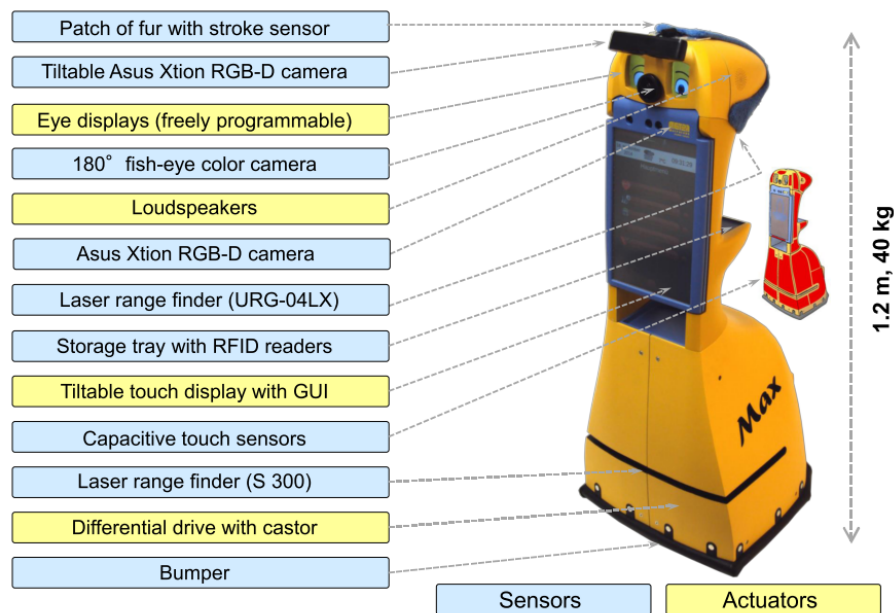 Patch of fur with stroke sensor
Tiltable Asus Xtion RGB-D camera
Eye displays (freely programmable)
180° fish-eye color camera
Loudspeakers
Asus Xtion RGB-D camera
Laser range finder (URG-04LX)
Storage tray with RFID readers
Tiltable touch display with GUI
Capacitive touch sensors
Laser range finder (S 300)
Differential drive with castor
Bumper
Max
1.2 m, 40 kg
Sensors
Actuators